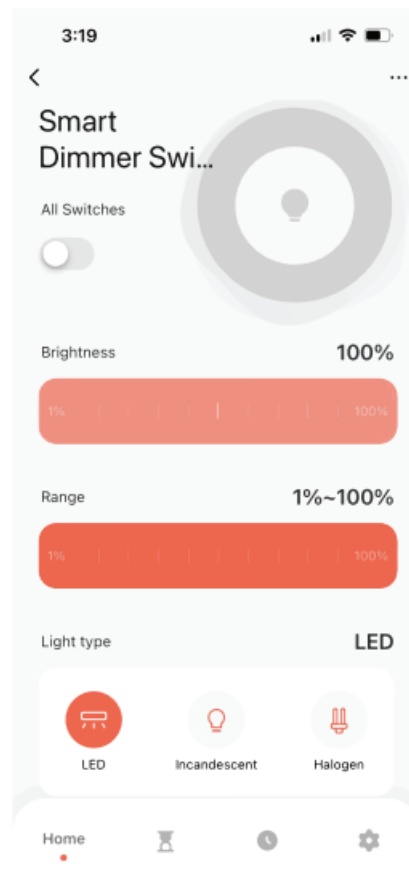 3:19
Smart
Dimmer Swi...
All Switches
Brightness 100%
1% 100%
Range 1%~100%
1% 100%
Light type LED
LED Incandescent Halogen
Home